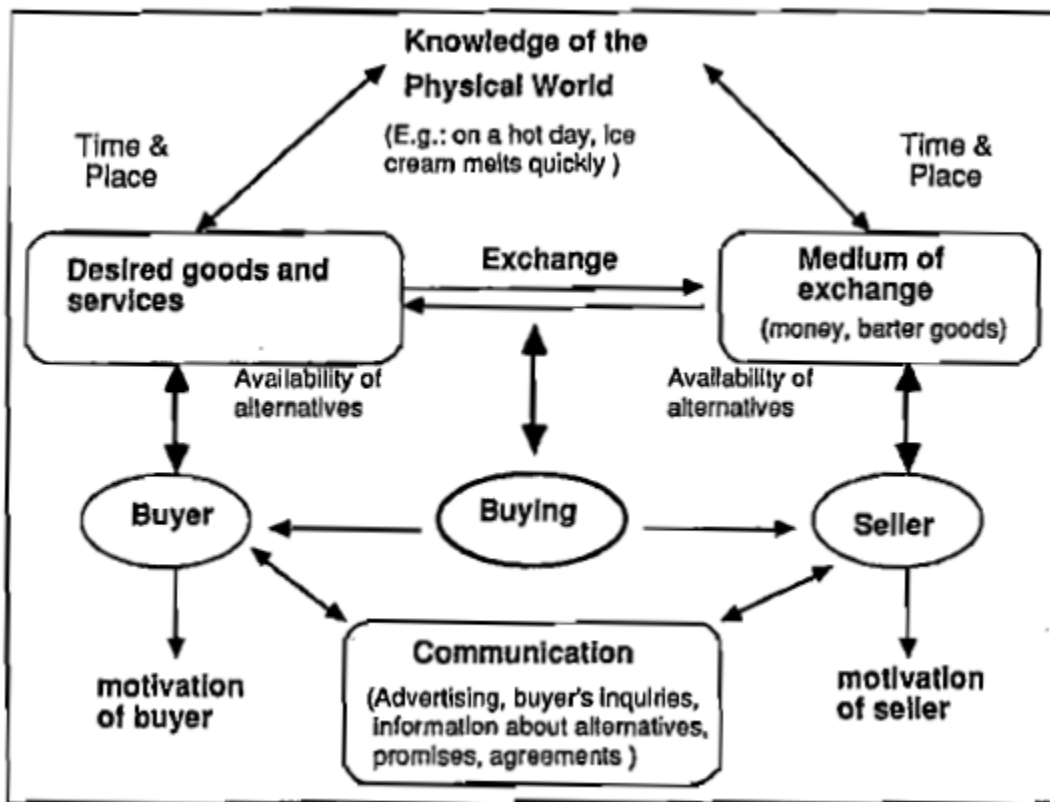 Knowledge of the
Physical World
(E.g.: on a hot day, ice
cream melts quickly )
Time &
Place
Time &
Place
Desired goods and
services
Exchange
Medium of
exchange
(money, barter goods)
Availability of
alternatives
Availability of
alternatives
Buyer
Buying
Seller
motivation
of buyer
Communication
(Advertising, buyer's inquiries,
information about alternatives,
promises, agreements )
motivation
of seller